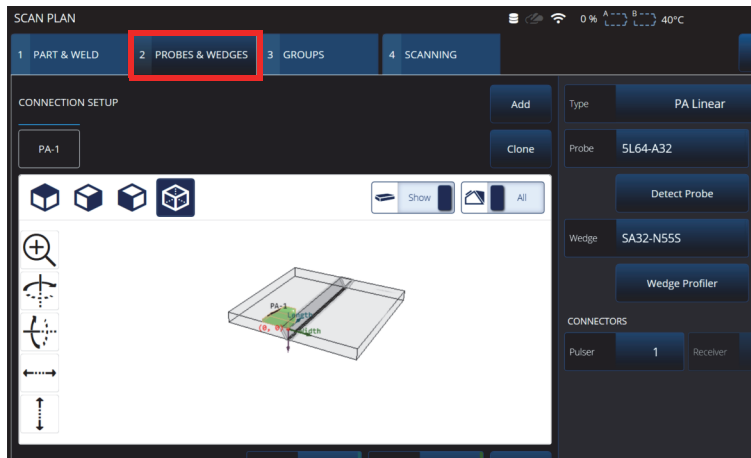 SCAN PLAN
0 % A B 40°C
1 PART & WELD 2 PROBES & WEDGES 3 GROUPS 4 SCANNING
CONNECTION SETUP
Add
Type PA Linear
PA-1
Clone
Probe 5L64-A32
Show
All
Detect Probe
Wedge SA32-N55S
Wedge Profiler
PA-1
Length
(0, 0)
Width
CONNECTORS
Pulser 1 Receiver